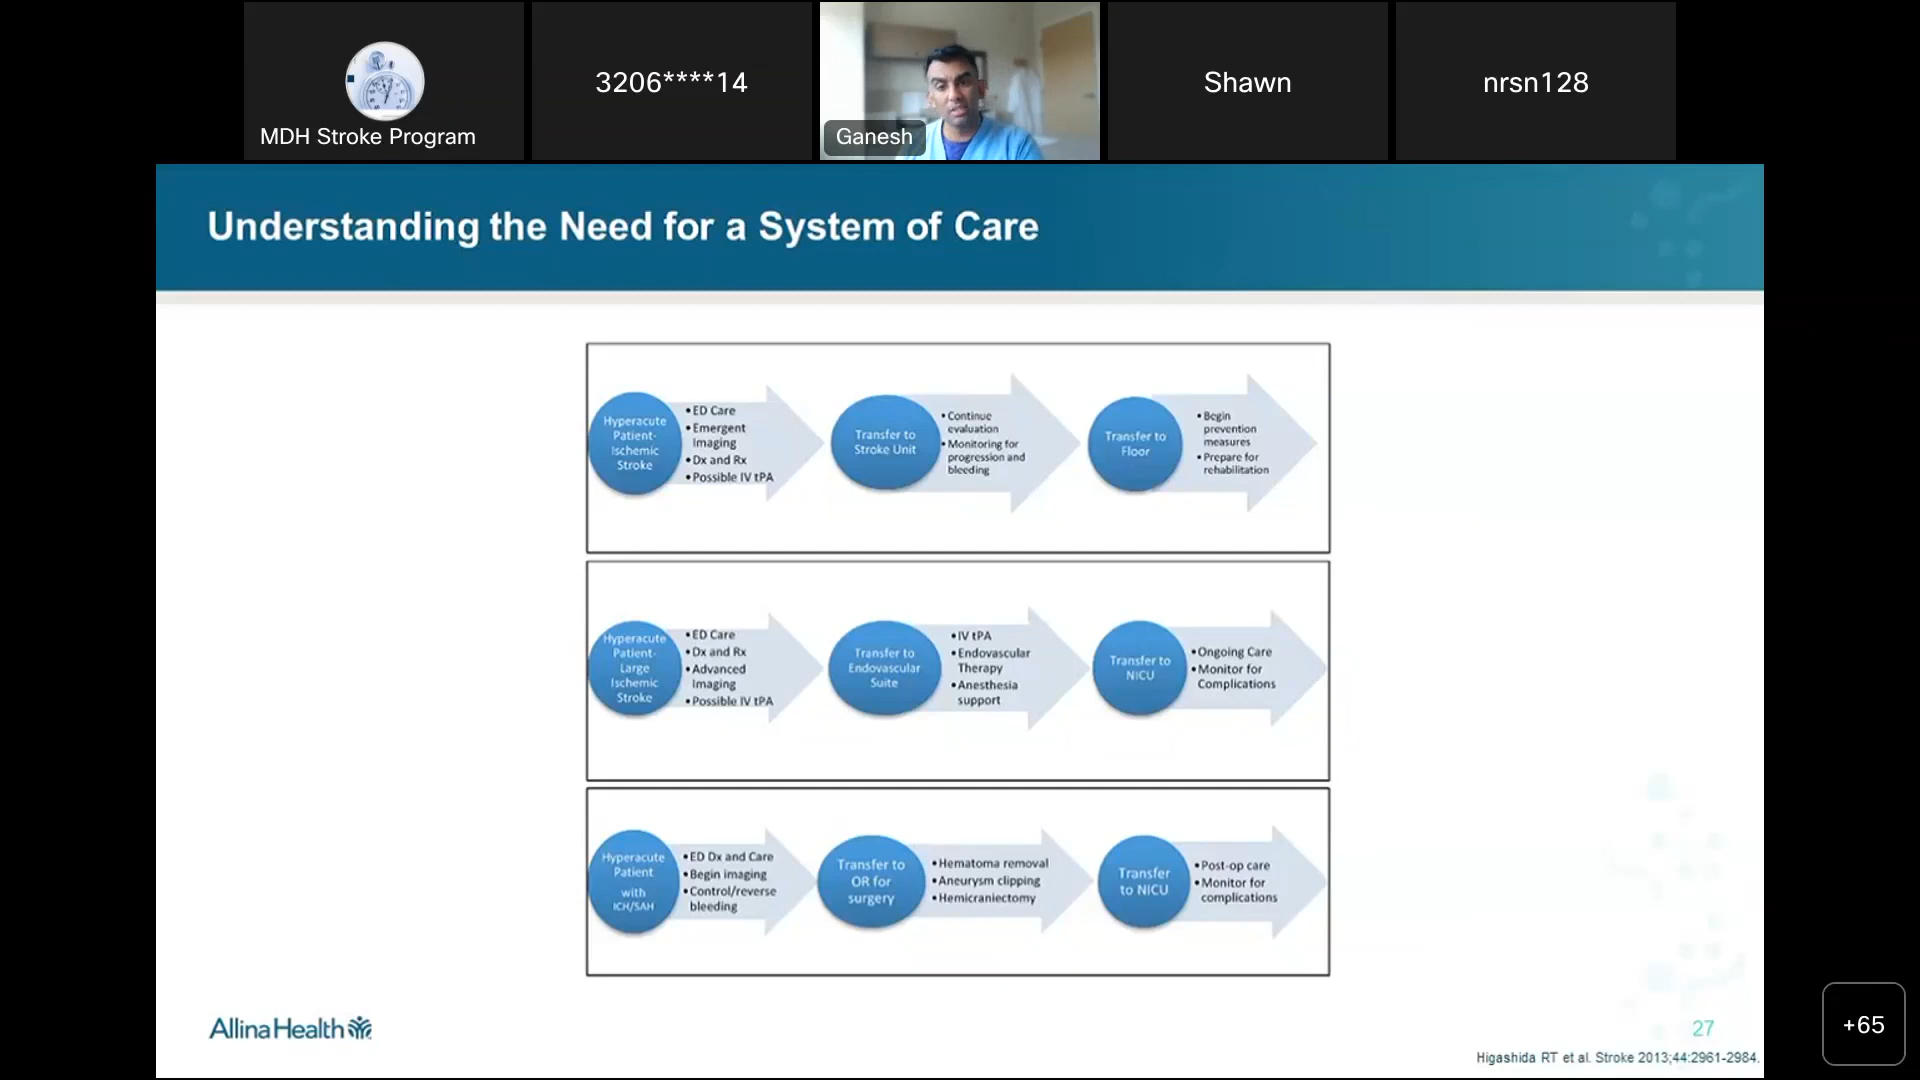 MDH Stroke Program
3206****14
Ganesh
Shawn
nrsn128
Understanding the Need for a System of Care
Hyperacute
Patient-
Ischemic
Stroke
•ED Care
•Emergent
Imaging
•Dx and Rx
•Possible IV tPA
Transfer to
Stroke Unit
•Continue
evaluation
•Monitoring for
progression and
bleeding
Transfer to
Floor
•Begin
prevention
measures
•Prepare for
rehabilitation
Hyperacute
Patient-
Large
Ischemic
Stroke
•ED Care
•Dx and Rx
•Advanced
Imaging
•Possible IV tPA
Transfer to
Endovascular
Suite
•IV tPA
•Endovascular
Therapy
•Anesthesia
support
Transfer to
NICU
•Ongoing Care
•Monitor for
Complications
Hyperacute
Patient
with
ICH/SAH
•ED Dx and Care
•Begin imaging
•Control/reverse
bleeding
Transfer to
OR for
surgery
•Hematoma removal
•Aneurysm clipping
•Hemicraniectomy
Transfer
to NICU
•Post-op care
•Monitor for
complications
Allina Health
27
Higashida RT et al. Stroke 2013;44:2961-2984.
+65